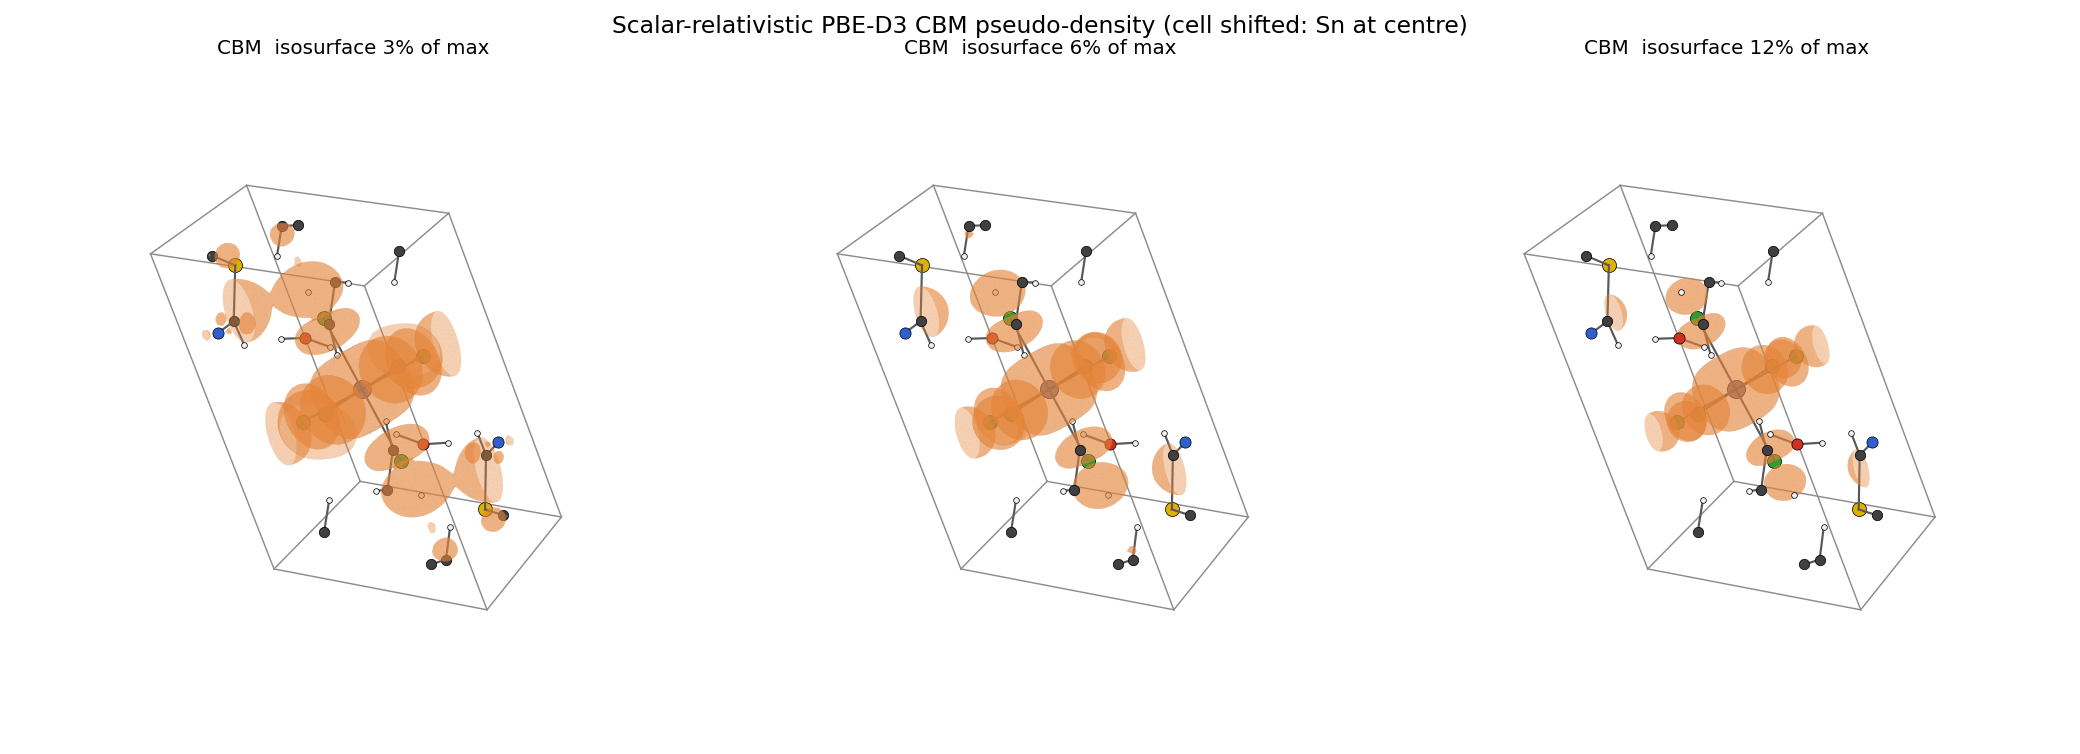 Scalar-relativistic PBE-D3 CBM pseudo-density (cell shifted: Sn at centre)
CBM  isosurface 3% of max
CBM  isosurface 6% of max
CBM  isosurface 12% of max